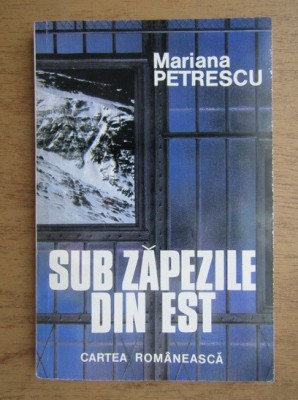 Mariana
PETRESCU
SUB ZĂPEZILE
DIN EST
CARTEA ROMÂNEASCĂ